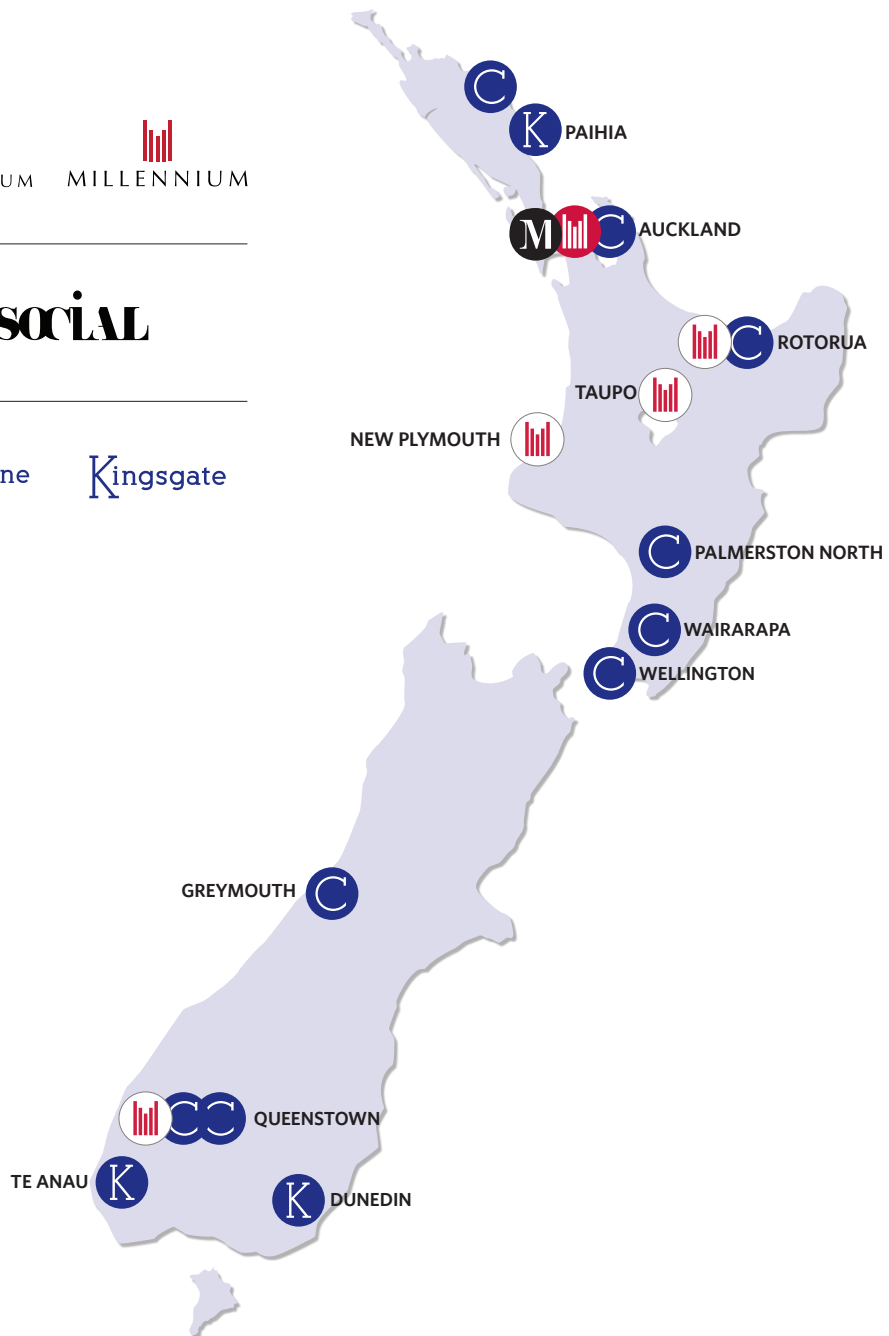 UM MILLENNIUM
SOCiAL
ne Kingsgate
C
K PAIHIA
M C AUCKLAND
C ROTORUA
TAUPO
NEW PLYMOUTH
C PALMERSTON NORTH
C WAIRARAPA
C WELLINGTON
GREYMOUTH C
C C QUEENSTOWN
TE ANAU K
K DUNEDIN